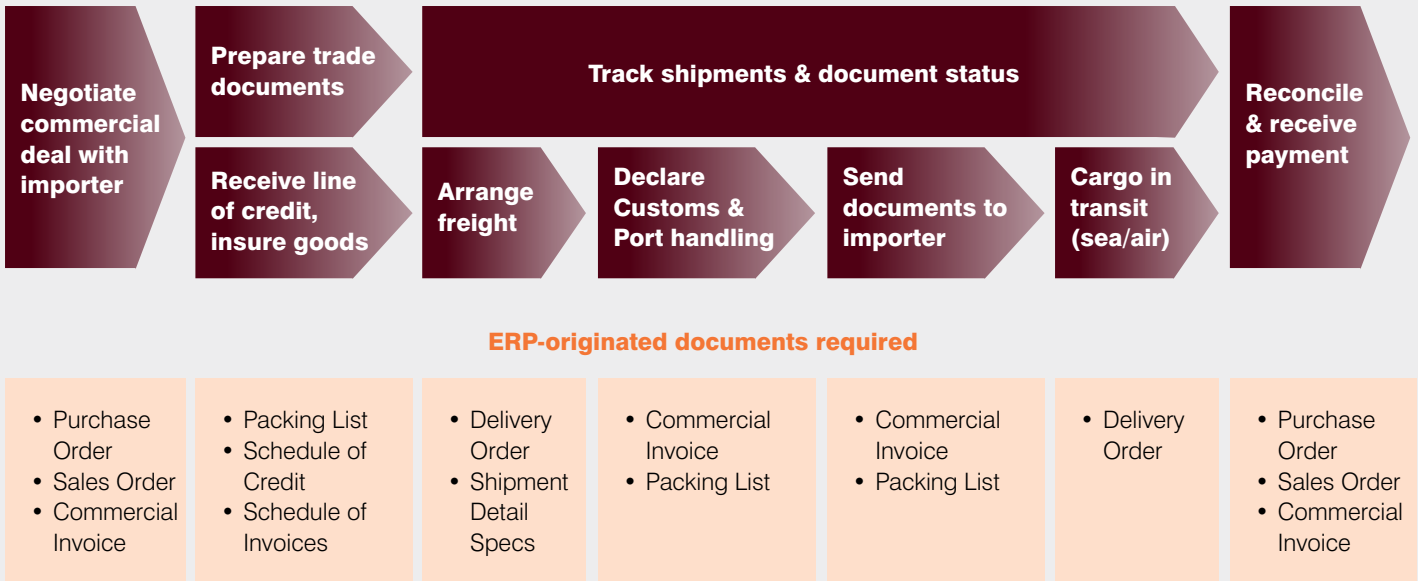 Negotiate
commercial
deal with
importer
Prepare trade
documents
Receive line
of credit,
insure goods
Track shipments & document status
Arrange
freight
Declare
Customs &
Port handling
Send
documents to
importer
Cargo in
transit
(sea/air)
Reconcile
& receive
payment
ERP-originated documents required
• Purchase
Order
• Sales Order
• Commercial
Invoice
• Packing List
• Schedule of
Credit
• Schedule of
Invoices
• Delivery
Order
• Shipment
Detail
Specs
• Commercial
Invoice
• Packing List
• Commercial
Invoice
• Packing List
• Delivery
Order
• Purchase
Order
• Sales Order
• Commercial
Invoice